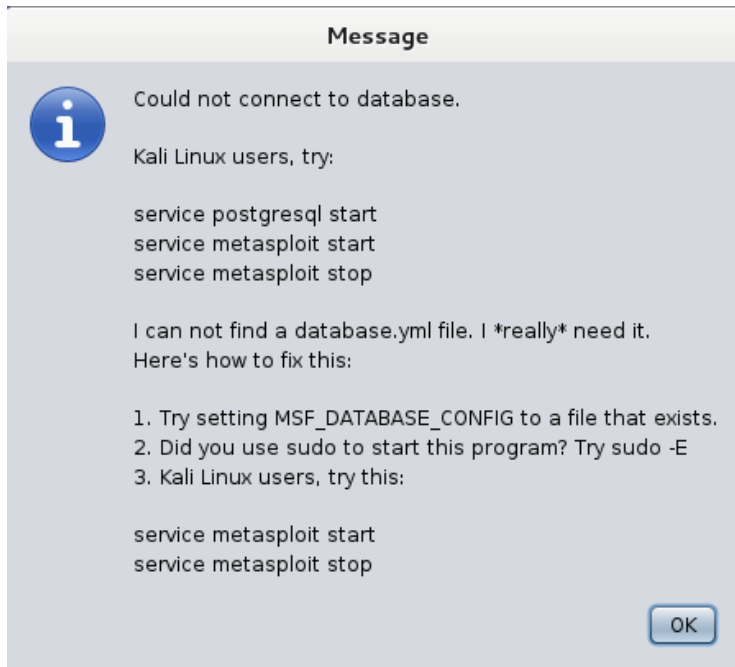 Message
Could not connect to database.
Kali Linux users, try:
service postgresql start
service metasploit start
service metasploit stop
I can not find a database.yml file. I *really* need it.
Here's how to fix this:
1. Try setting MSF_DATABASE_CONFIG to a file that exists.
2. Did you use sudo to start this program? Try sudo -E
3. Kali Linux users, try this:
service metasploit start
service metasploit stop
OK